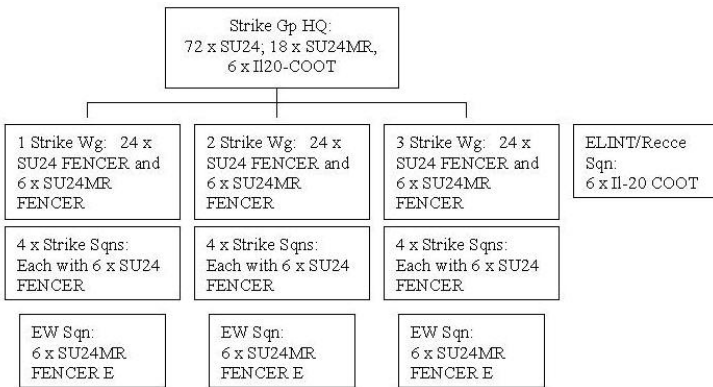 Strike Gp HQ:
72 x SU24; 18 x SU24MR,
6 x Il20-COOT
1 Strike Wg: 24 x
SU24 FENCER and
6 x SU24MR
FENCER
2 Strike Wg: 24 x
SU24 FENCER and
6 x SU24MR
FENCER
3 Strike Wg: 24 x
SU24 FENCER and
6 x SU24MR
FENCER
ELINT/Recce
Sqn:
6 x Il-20 COOT
4 x Strike Sqns:
Each with 6 x SU24
FENCER
4 x Strike Sqns:
Each with 6 x SU24
FENCER
4 x Strike Sqns:
Each with 6 x SU24
FENCER
EW Sqn:
6 x SU24MR
FENCER E
EW Sqn:
6 x SU24MR
FENCER E
EW Sqn:
6 x SU24MR
FENCER E